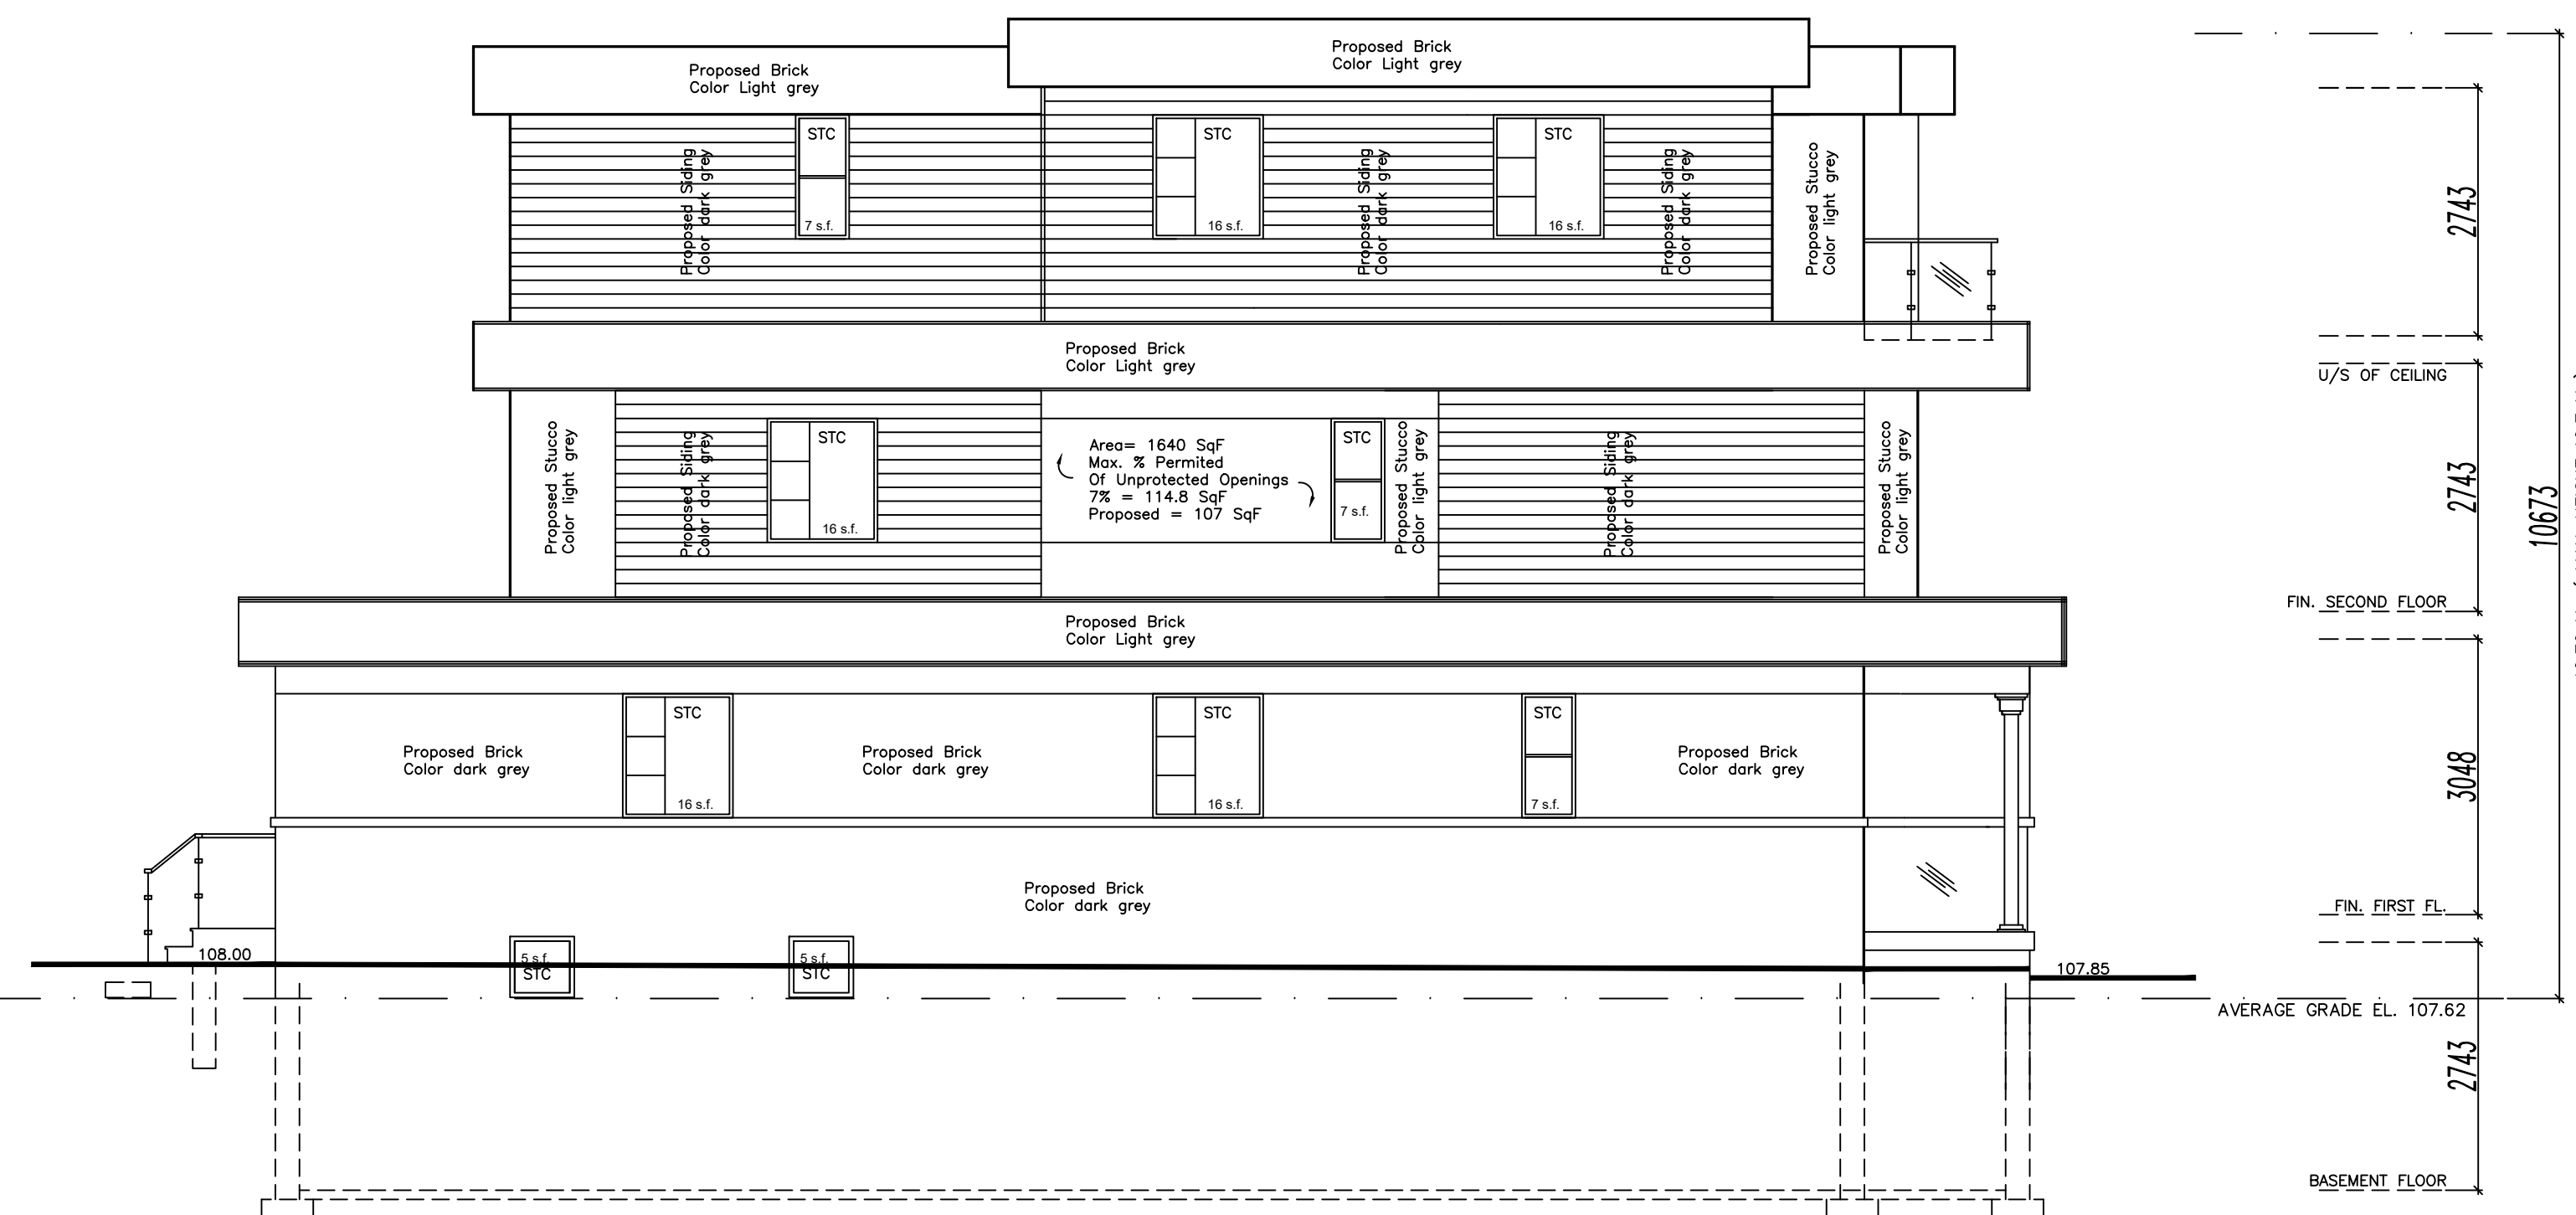 Proposed Brick
Color Light grey
Proposed Brick
Color Light grey
STC
7 s.f.
STC
16 s.f.
STC
16 s.f.
Proposed Siding
Color dark grey
Proposed Siding
Color dark grey
Proposed Siding
Color dark grey
Proposed Stucco
Color light grey
2743
Proposed Brick
Color Light grey
U/S OF CEILING
Proposed Stucco
Color light grey
Proposed Siding
Color dark grey
STC
16 s.f.
Area= 1640 SqF
Max. % Permited
Of Unprotected Openings
7% = 114.8 SqF
Proposed = 107 SqF
STC
7 s.f.
Proposed Stucco
Color light grey
Proposed Siding
Color dark grey
Proposed Stucco
Color light grey
2743
10673
FIN. SECOND FLOOR
Proposed Brick
Color Light grey
Proposed Brick
Color dark grey
STC
16 s.f.
Proposed Brick
Color dark grey
STC
16 s.f.
STC
7 s.f.
Proposed Brick
Color dark grey
3048
Proposed Brick
Color dark grey
FIN. FIRST FL.
108.00
5 s.f.
STC
5 s.f.
STC
107.85
AVERAGE GRADE EL. 107.62
2743
BASEMENT FLOOR